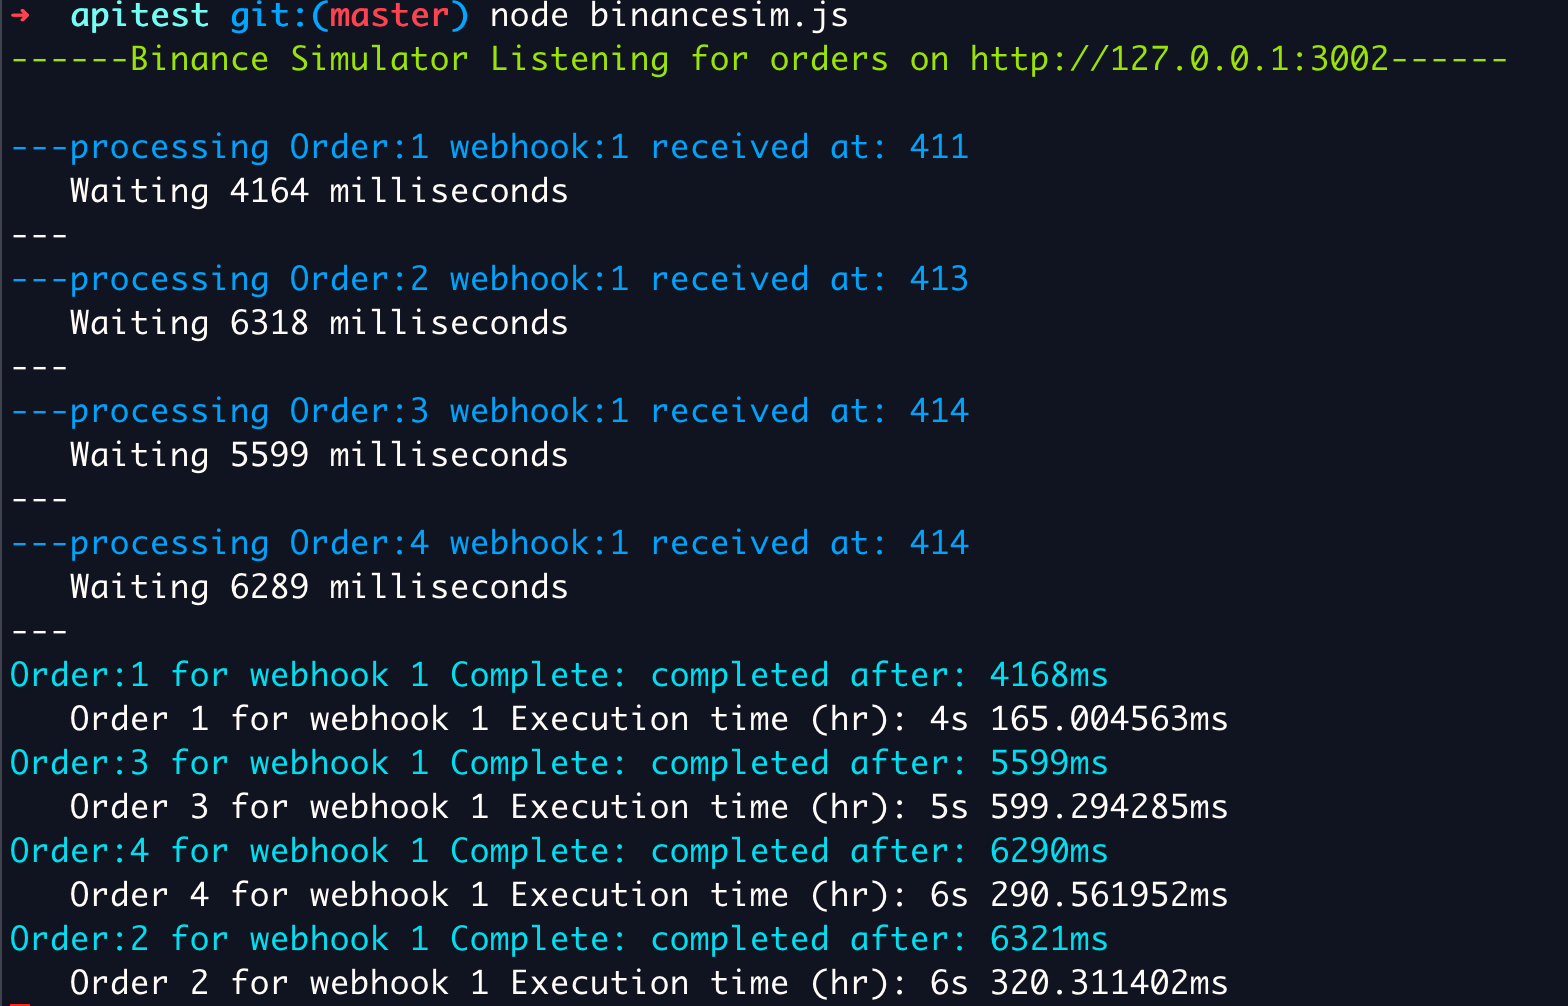 ➜  apitest git:(master) node binancesim.js
------Binance Simulator Listening for orders on http://127.0.0.1:3002------
---processing Order:1 webhook:1 received at: 411
   Waiting 4164 milliseconds
---
---processing Order:2 webhook:1 received at: 413
   Waiting 6318 milliseconds
---
---processing Order:3 webhook:1 received at: 414
   Waiting 5599 milliseconds
---
---processing Order:4 webhook:1 received at: 414
   Waiting 6289 milliseconds
---
Order:1 for webhook 1 Complete: completed after: 4168ms
   Order 1 for webhook 1 Execution time (hr): 4s 165.004563ms
Order:3 for webhook 1 Complete: completed after: 5599ms
   Order 3 for webhook 1 Execution time (hr): 5s 599.294285ms
Order:4 for webhook 1 Complete: completed after: 6290ms
   Order 4 for webhook 1 Execution time (hr): 6s 290.561952ms
Order:2 for webhook 1 Complete: completed after: 6321ms
   Order 2 for webhook 1 Execution time (hr): 6s 320.311402ms